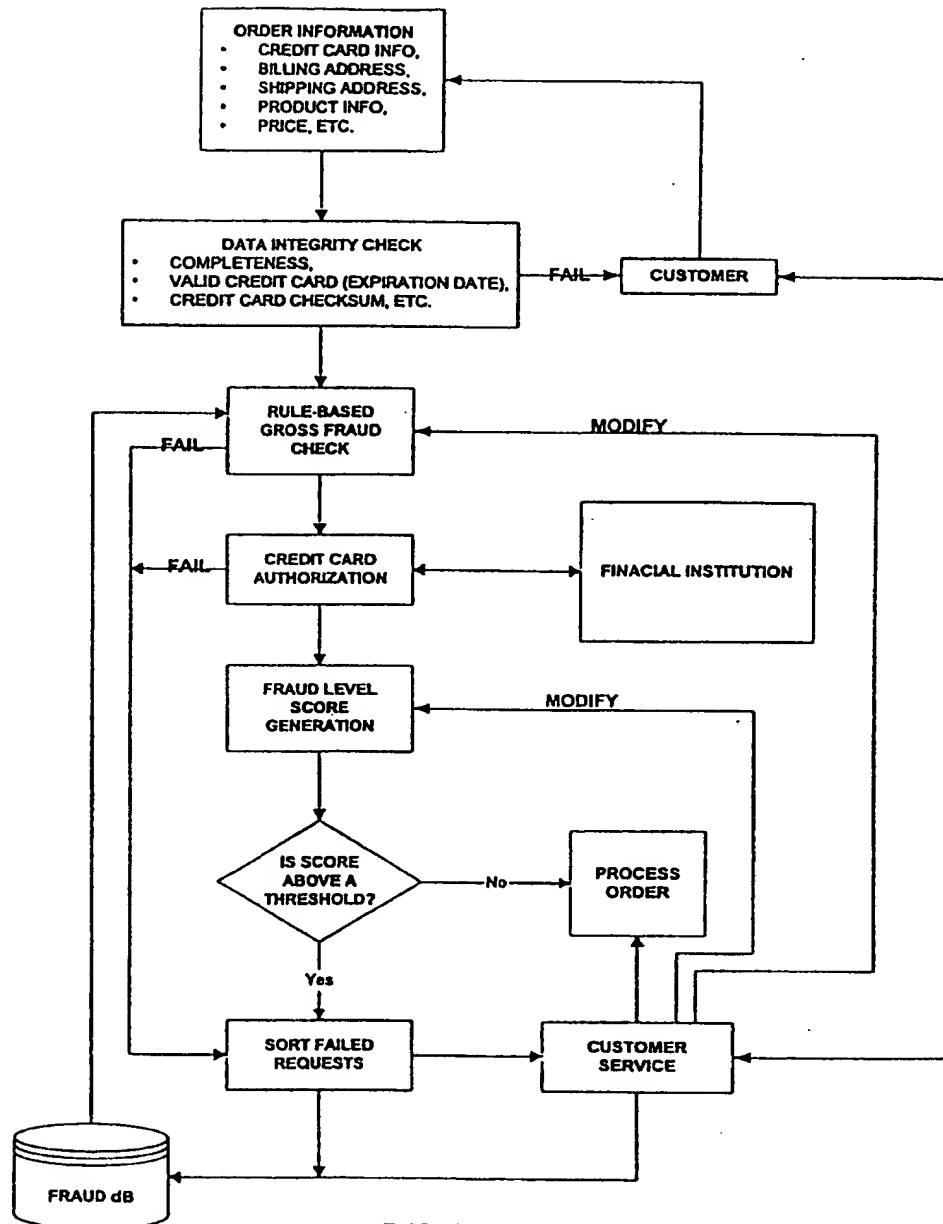 ORDER INFORMATION
• CREDIT CARD INFO,
• BILLING ADDRESS,
• SHIPPING ADDRESS,
• PRODUCT INFO,
• PRICE, ETC.
DATA INTEGRITY CHECK
• COMPLETENESS,
• VALID CREDIT CARD (EXPIRATION DATE),
• CREDIT CARD CHECKSUM, ETC.
FAIL
CUSTOMER
RULE-BASED
GROSS FRAUD
CHECK
FAIL
MODIFY
CREDIT CARD
AUTHORIZATION
FAIL
FINACIAL INSTITUTION
FRAUD LEVEL
SCORE
GENERATION
MODIFY
IS SCORE
ABOVE A
THRESHOLD?
No
PROCESS
ORDER
Yes
SORT FAILED
REQUESTS
CUSTOMER
SERVICE
FRAUD dB